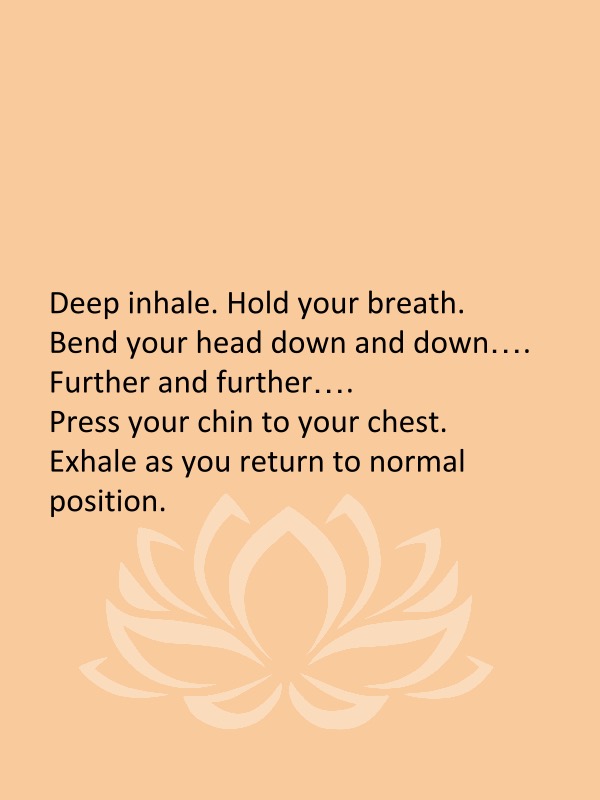 Deep inhale. Hold your breath.
Bend your head down and down….
Further and further….
Press your chin to your chest.
Exhale as you return to normal
position.